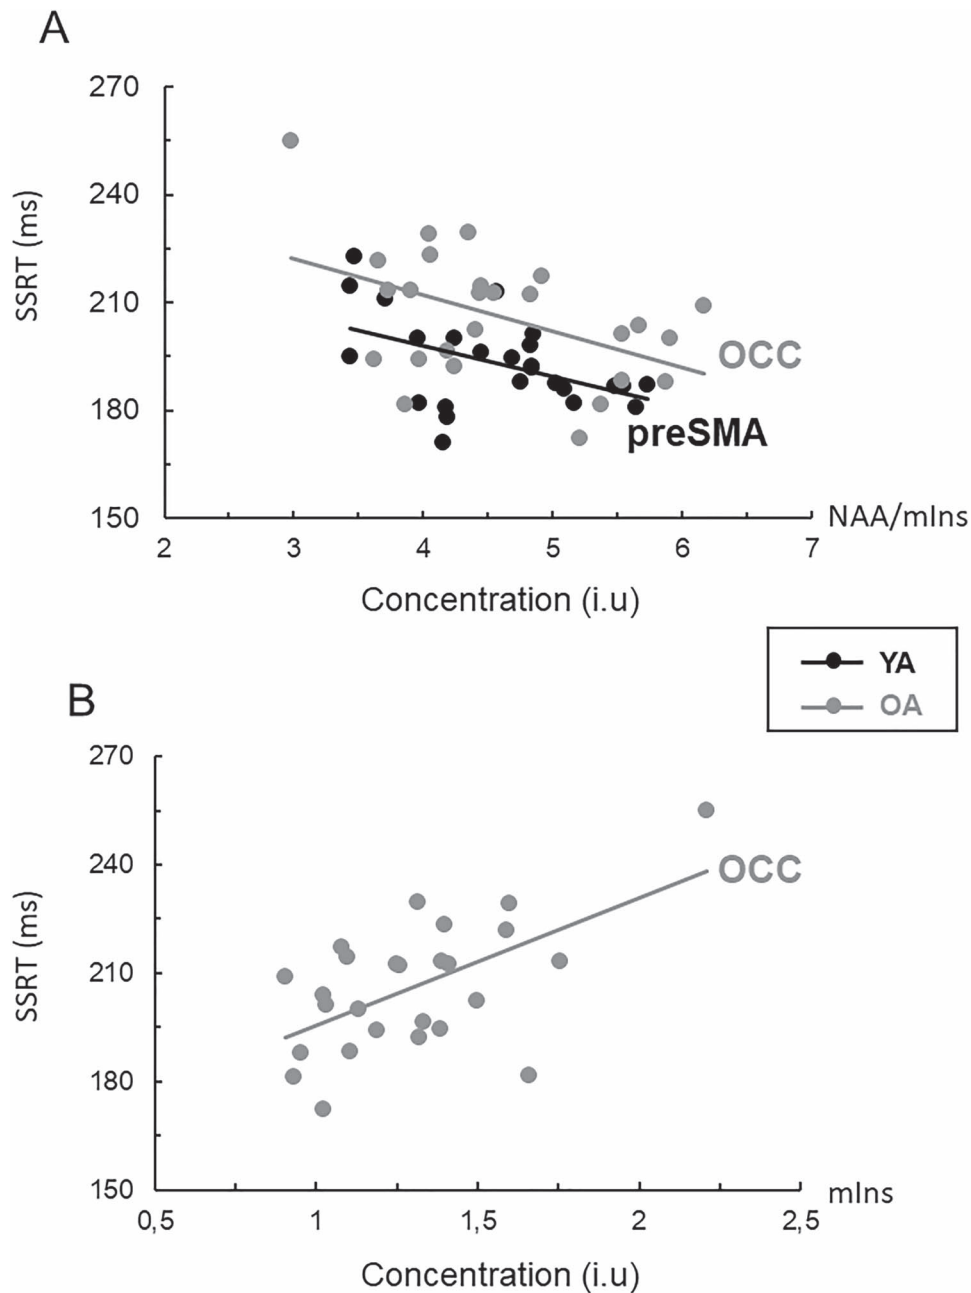 A
270
240
210
180
150
SSRT (ms)
OCC
preSMA
2 3 4 5 6 7
NAA/mIns
Concentration (i.u)
YA
OA
B
270
240
210
180
150
SSRT (ms)
OCC
0,5 1 1,5 2 2,5
mIns
Concentration (i.u)